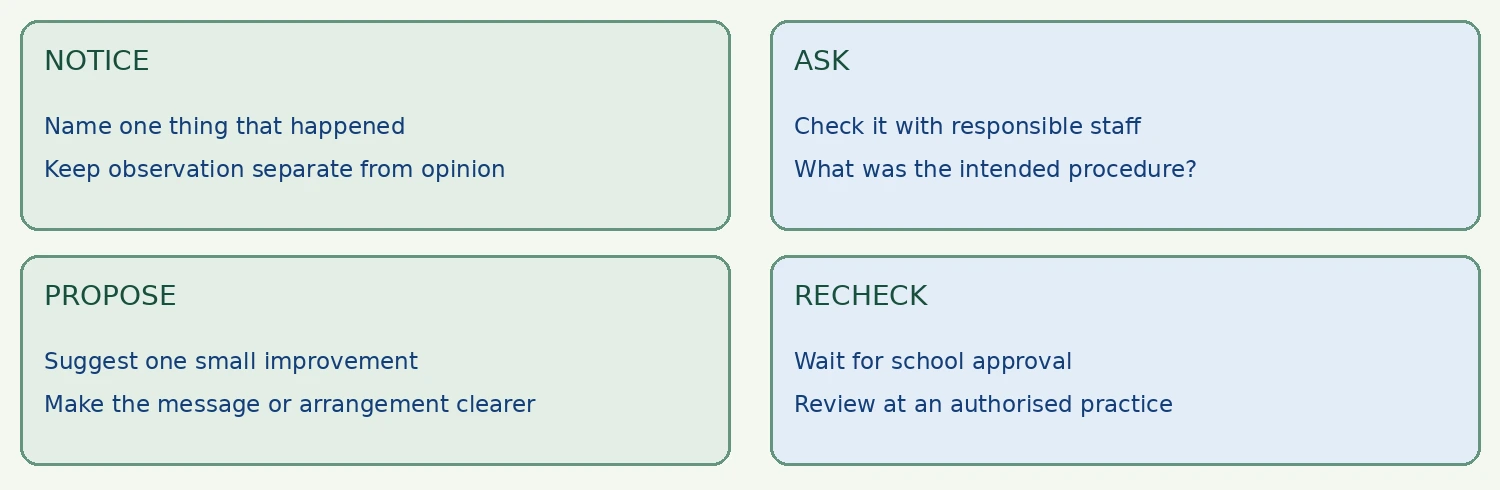 NOTICE
Name one thing that happened
Keep observation separate from opinion
ASK
Check it with responsible staff
What was the intended procedure?
PROPOSE
Suggest one small improvement
Make the message or arrangement clearer
RECHECK
Wait for school approval
Review at an authorised practice